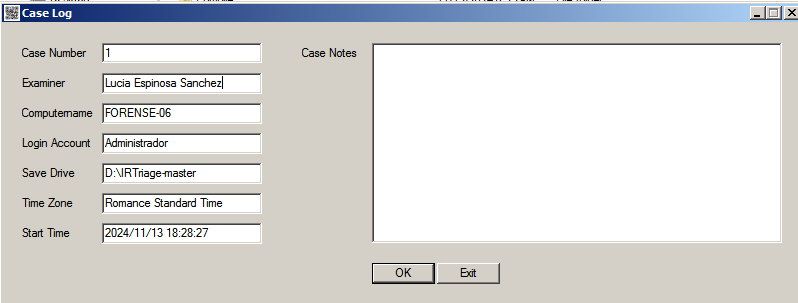 Case Log
Case Number 1
Examiner Lucia Espinosa Sanchez
Computername FORENSE-06
Login Account Administrador
Save Drive D:\IRTriage-master
Time Zone Romance Standard Time
Start Time 2024/11/13 18:28:27
Case Notes
OK Exit